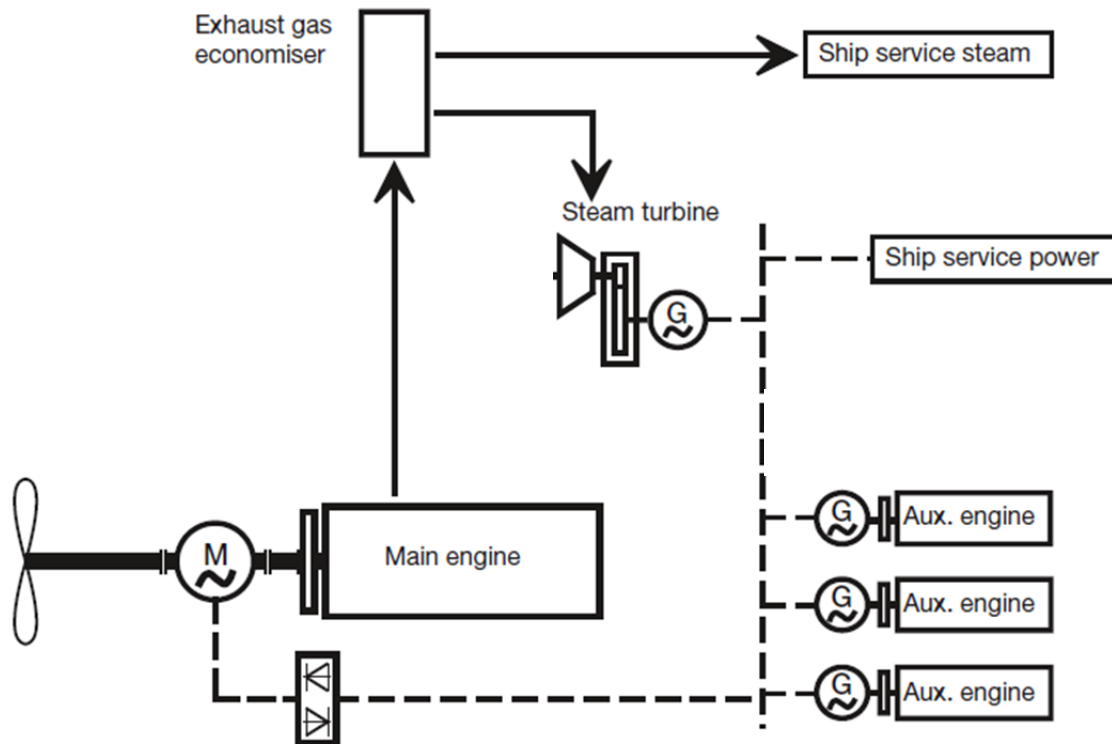 Exhaust gas
economiser
Ship service steam
Steam turbine
Ship service power
G
G
Aux. engine
M
Main engine
G
Aux. engine
G
Aux. engine